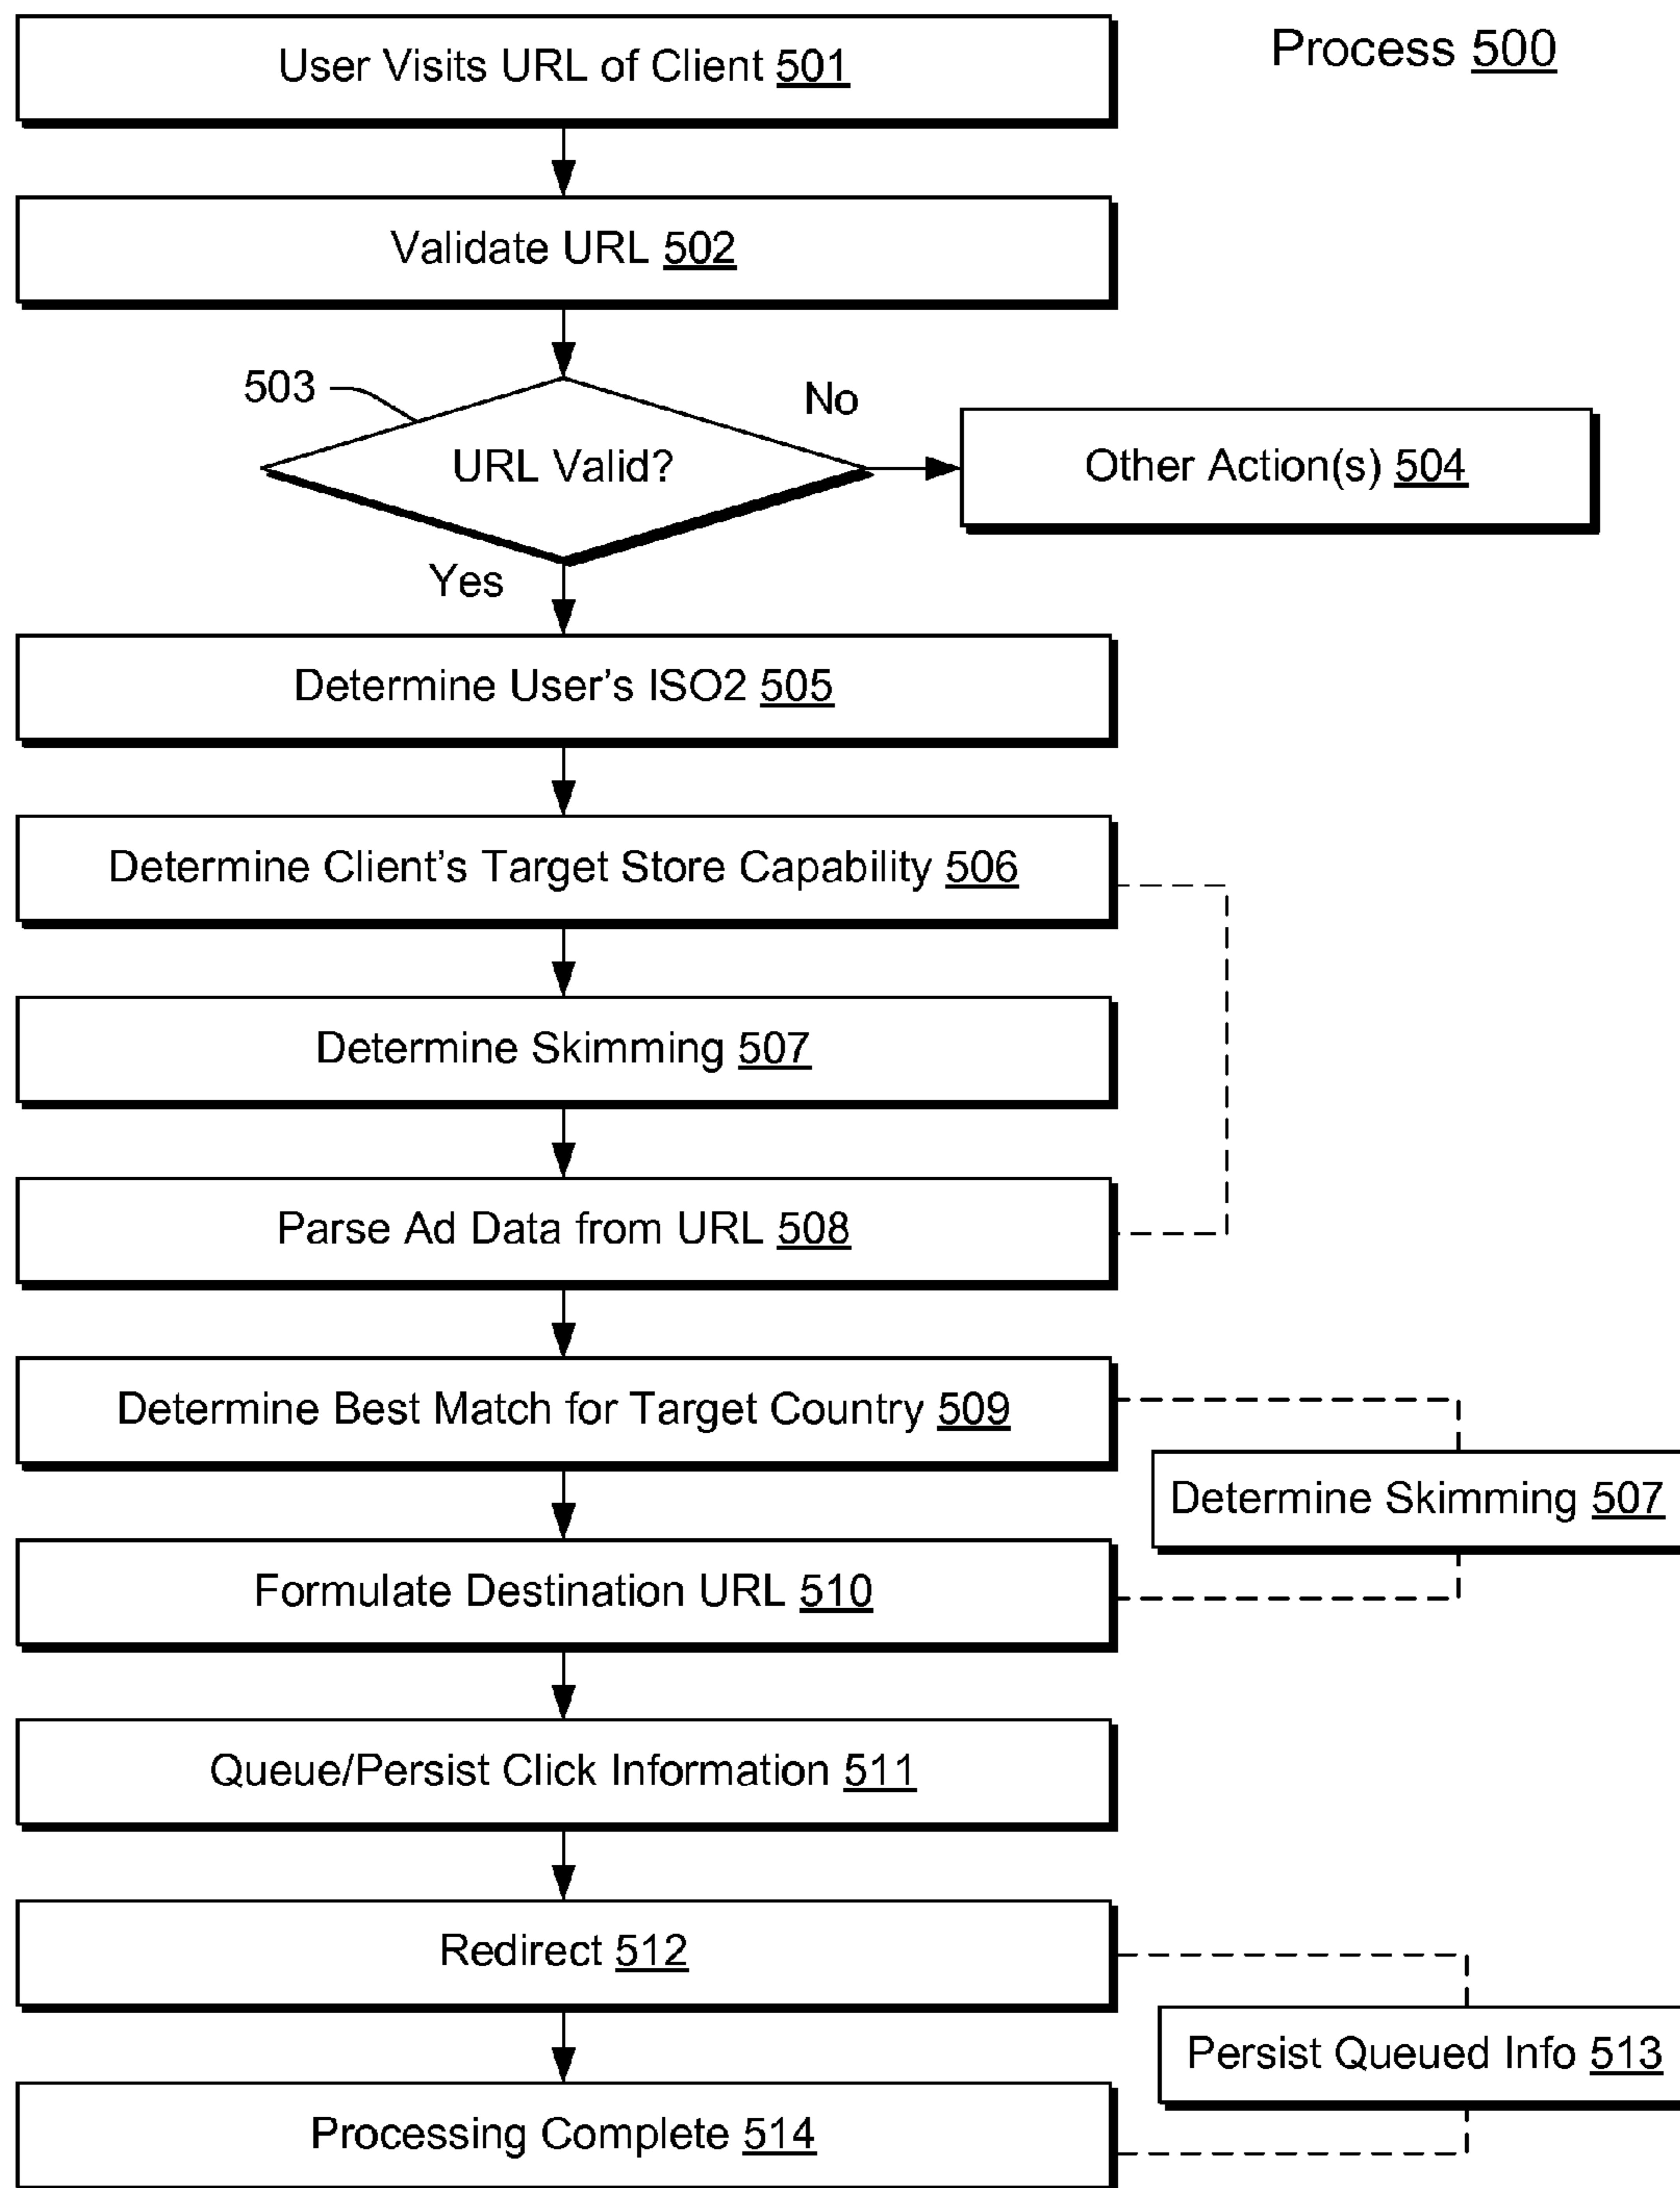 Process 500
User Visits URL of Client 501
Validate URL 502
503
URL Valid?
No
Other Action(s) 504
Yes
Determine User's ISO2 505
Determine Client's Target Store Capability 506
Determine Skimming 507
Parse Ad Data from URL 508
Determine Best Match for Target Country 509
Determine Skimming 507
Formulate Destination URL 510
Queue/Persist Click Information 511
Redirect 512
Persist Queued Info 513
Processing Complete 514